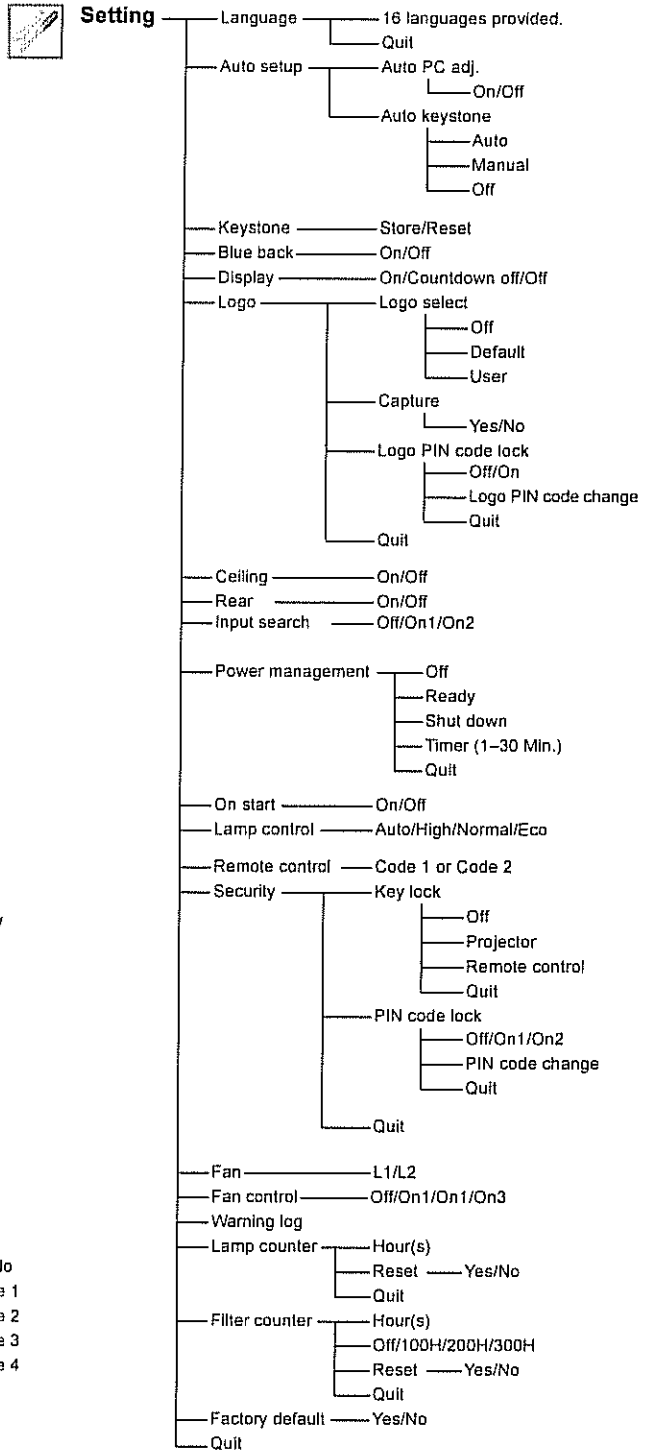 Setting
Language
16 languages provided.
Quit
Auto setup
Auto PC adj.
On/Off
Auto keystone
Auto
Manual
Off
Keystone
Store/Reset
Blue back
On/Off
Display
On/Countdown off/Off
Logo
Logo select
Off
Default
User
Capture
Yes/No
Logo PIN code lock
Off/On
Logo PIN code change
Quit
Quit
Ceiling
On/Off
Rear
On/Off
Input search
Off/On1/On2
Power management
Off
Ready
Shut down
Timer (1–30 Min.)
Quit
On start
On/Off
Lamp control
Auto/High/Normal/Eco
Remote control
Code 1 or Code 2
Security
Key lock
Off
Projector
Remote control
Quit
PIN code lock
Off/On1/On2
PIN code change
Quit
Quit
Fan
L1/L2
Fan control
Off/On1/On1/On3
Warning log
Lamp counter
Hour(s)
Reset
Yes/No
Quit
Filter counter
Hour(s)
Off/100H/200H/300H
Reset
Yes/No
Quit
Factory default
Yes/No
Quit
e 1
e 2
e 3
e 4